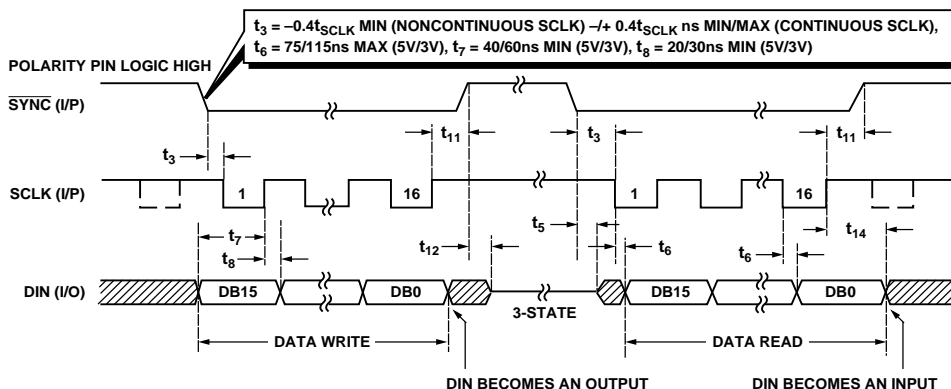 t3 = –0.4tSCLK MIN (NONCONTINUOUS SCLK) –/+ 0.4tSCLK ns MIN/MAX (CONTINUOUS SCLK),
t6 = 75/115ns MAX (5V/3V), t7 = 40/60ns MIN (5V/3V), t8 = 20/30ns MIN (5V/3V)
POLARITY PIN LOGIC HIGH
SYNC (I/P)
t3
t11
t3
t11
SCLK (I/P)
1
16
1
16
t7
t8
t12
t5
t6
t6
t14
DIN (I/O)
DB15
DB0
3-STATE
DB15
DB0
DATA WRITE
DATA READ
DIN BECOMES AN OUTPUT
DIN BECOMES AN INPUT